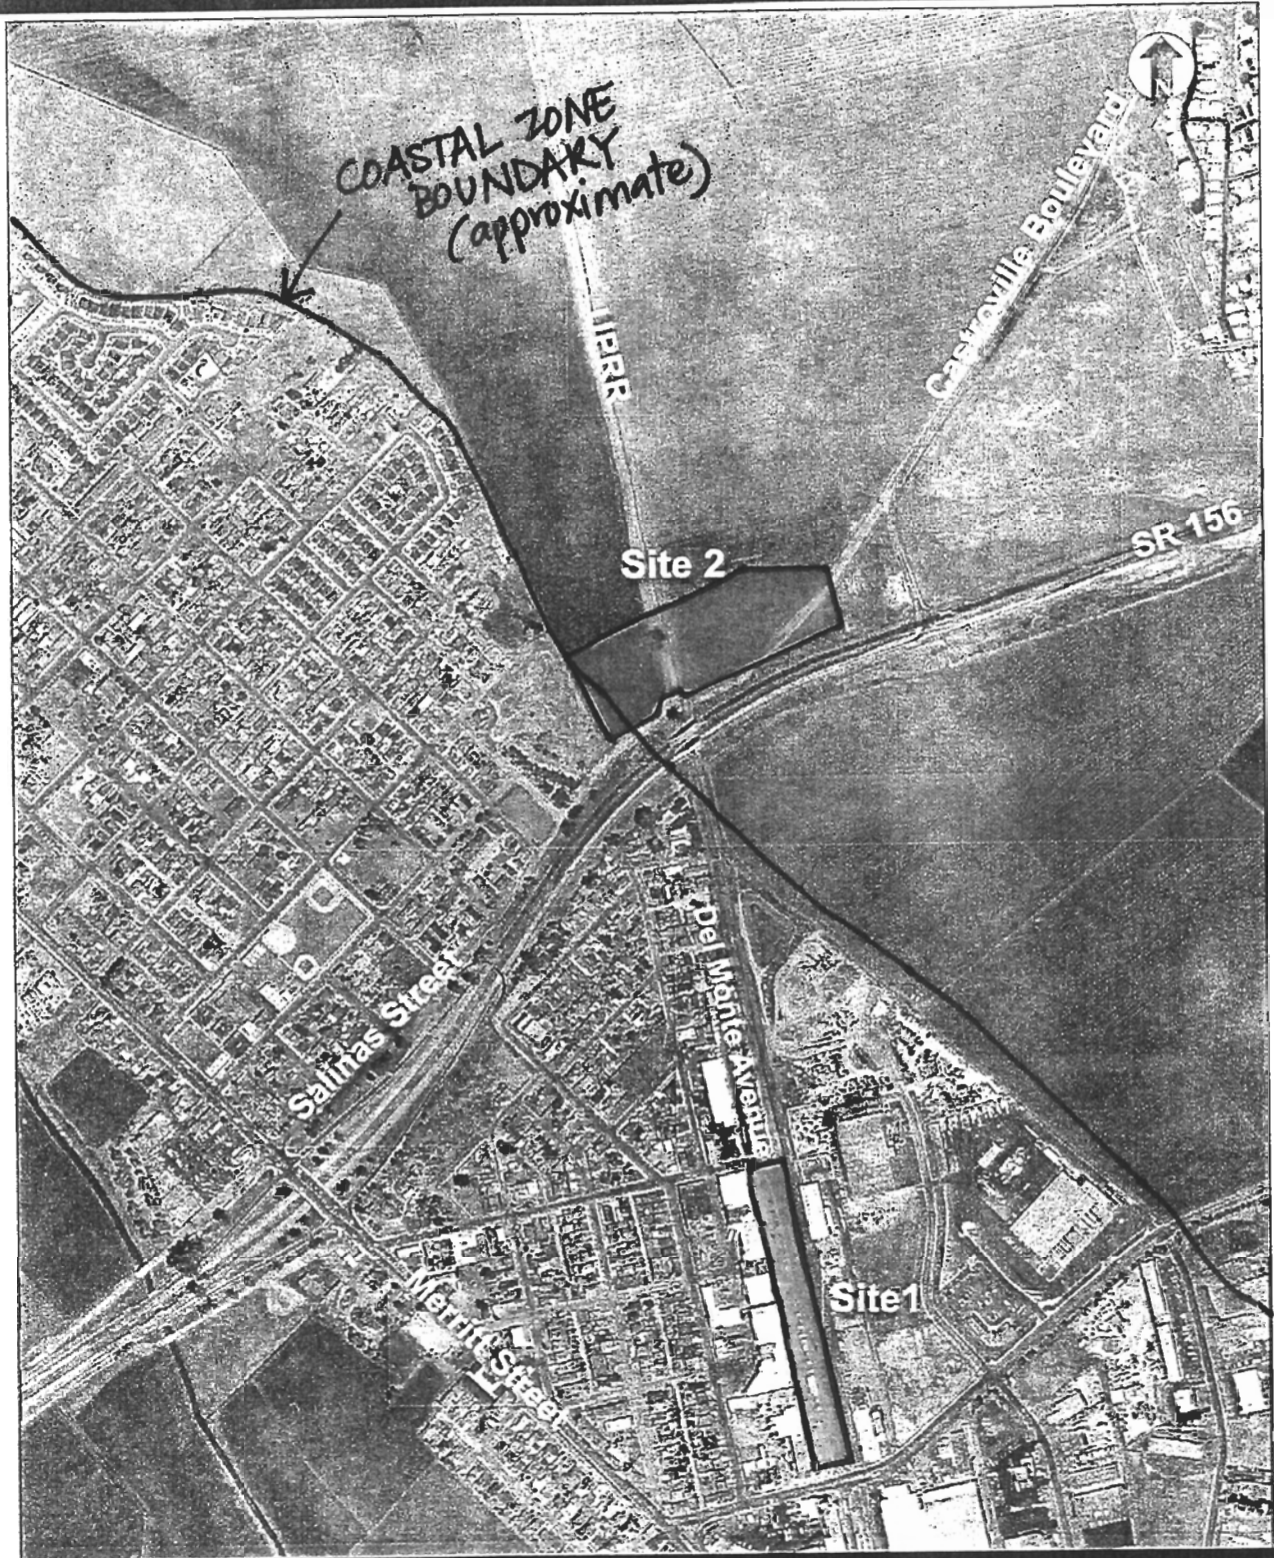 COASTAL ZONE
BOUNDARY
(approximate)
N
Castroville Boulevard
UPRR
SR 156
Site 2
Del Monte Avenue
Salinas Street
Site1
Merritt Street